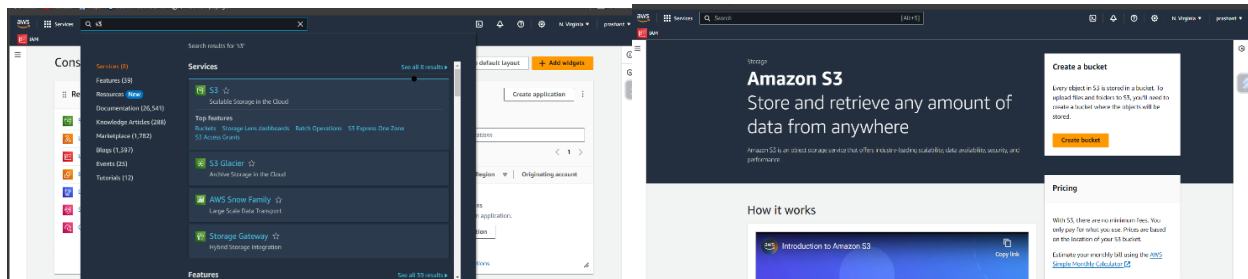 aws
Services
s3
IAM
Search results for 's3'
Services (8)
Features (39)
Resources New
Documentation (26,541)
Knowledge Articles (288)
Marketplace (1,782)
Blogs (1,597)
Events (25)
Tutorials (12)
Services
See all 8 results
S3
Scalable Storage in the Cloud
Top features
Buckets Storage Lens dashboards Batch Operations S3 Express One Zone
S3 Access Grants
S3 Glacier
Archive Storage in the Cloud
AWS Snow Family
Large Scale Data Transport
Storage Gateway
Hybrid Storage Integration
Features
See all 39 results
Cons
Re
N. Virginia
prashant
default layout
+ Add widgets
Create application
< 1 >
Region
Originating account
application.
aws
Services
Search
[Alt+S]
N. Virginia
prashant
IAM
Storage
Amazon S3
Store and retrieve any amount of
data from anywhere
Amazon S3 is an object storage service that offers industry-leading scalability, data availability, security, and
performance.
Create a bucket
Every object in S3 is stored in a bucket. To
upload files and folders to S3, you'll need to
create a bucket where the objects will be
stored.
Create bucket
Pricing
With S3, there are no minimum fees. You
only pay for what you use. Prices are based
on the location of your S3 bucket.
Estimate your monthly bill using the AWS
Simple Monthly Calculator
How it works
aws
Introduction to Amazon S3
Copy link